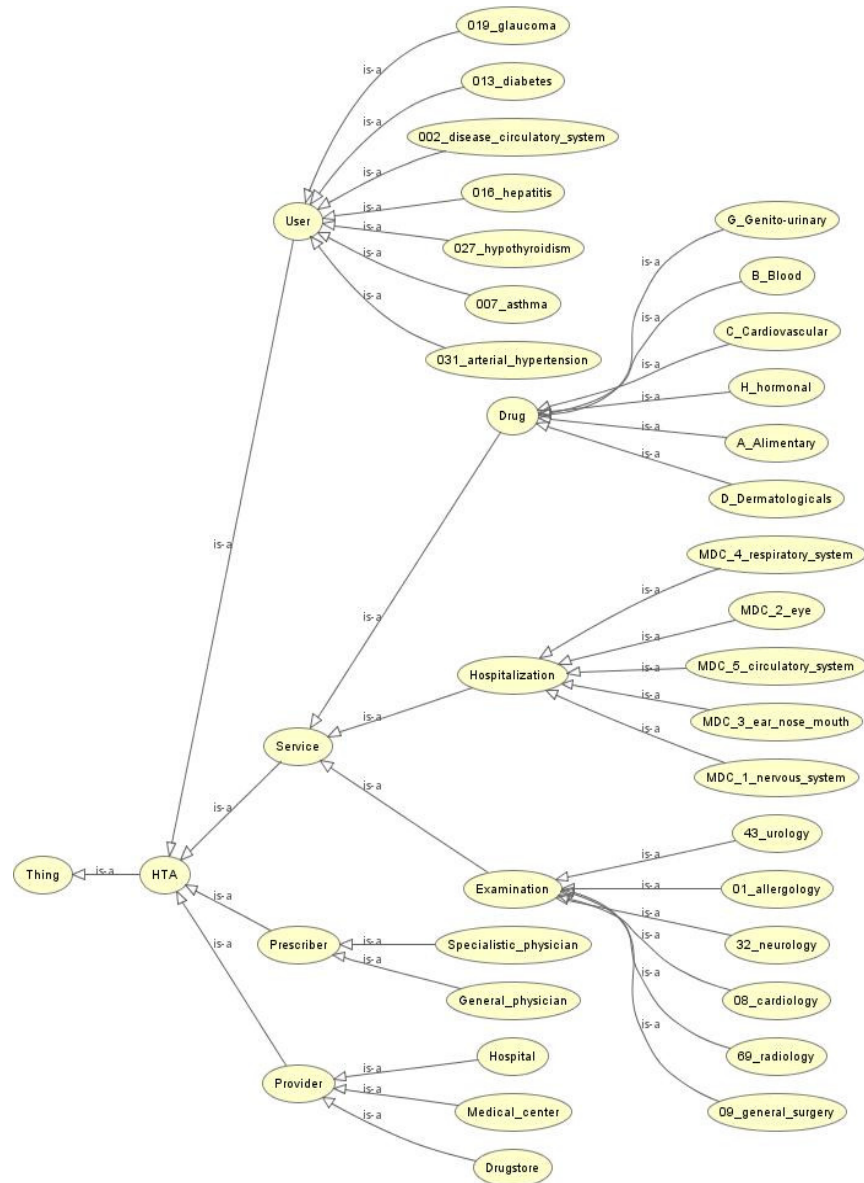 019_glaucoma
is-a
013_diabetes
is-a
002_disease_circulatory_system
is-a
016_hepatitis
is-a
User
is-a
027_hypothyroidism
is-a
007_asthma
is-a
031_arterial_hypertension
G_Genito-urinary
is-a
B_Blood
is-a
C_Cardiovascular
is-a
H_hormonal
is-a
Drug
is-a
A_Alimentary
is-a
D_Dermatologicals
is-a
is-a
MDC_4_respiratory_system
is-a
MDC_2_eye
is-a
MDC_5_circulatory_system
is-a
Hospitalization
is-a
MDC_3_ear_nose_mouth
is-a
MDC_1_nervous_system
is-a
Service
is-a
is-a
43_urology
is-a
01_allergology
is-a
Examination
is-a
32_neurology
is-a
08_cardiology
is-a
69_radiology
is-a
09_general_surgery
Thing
is-a
HTA
is-a
Prescriber
is-a
Specialistic_physician
is-a
General_physician
is-a
Provider
is-a
Hospital
is-a
Medical_center
is-a
Drugstore